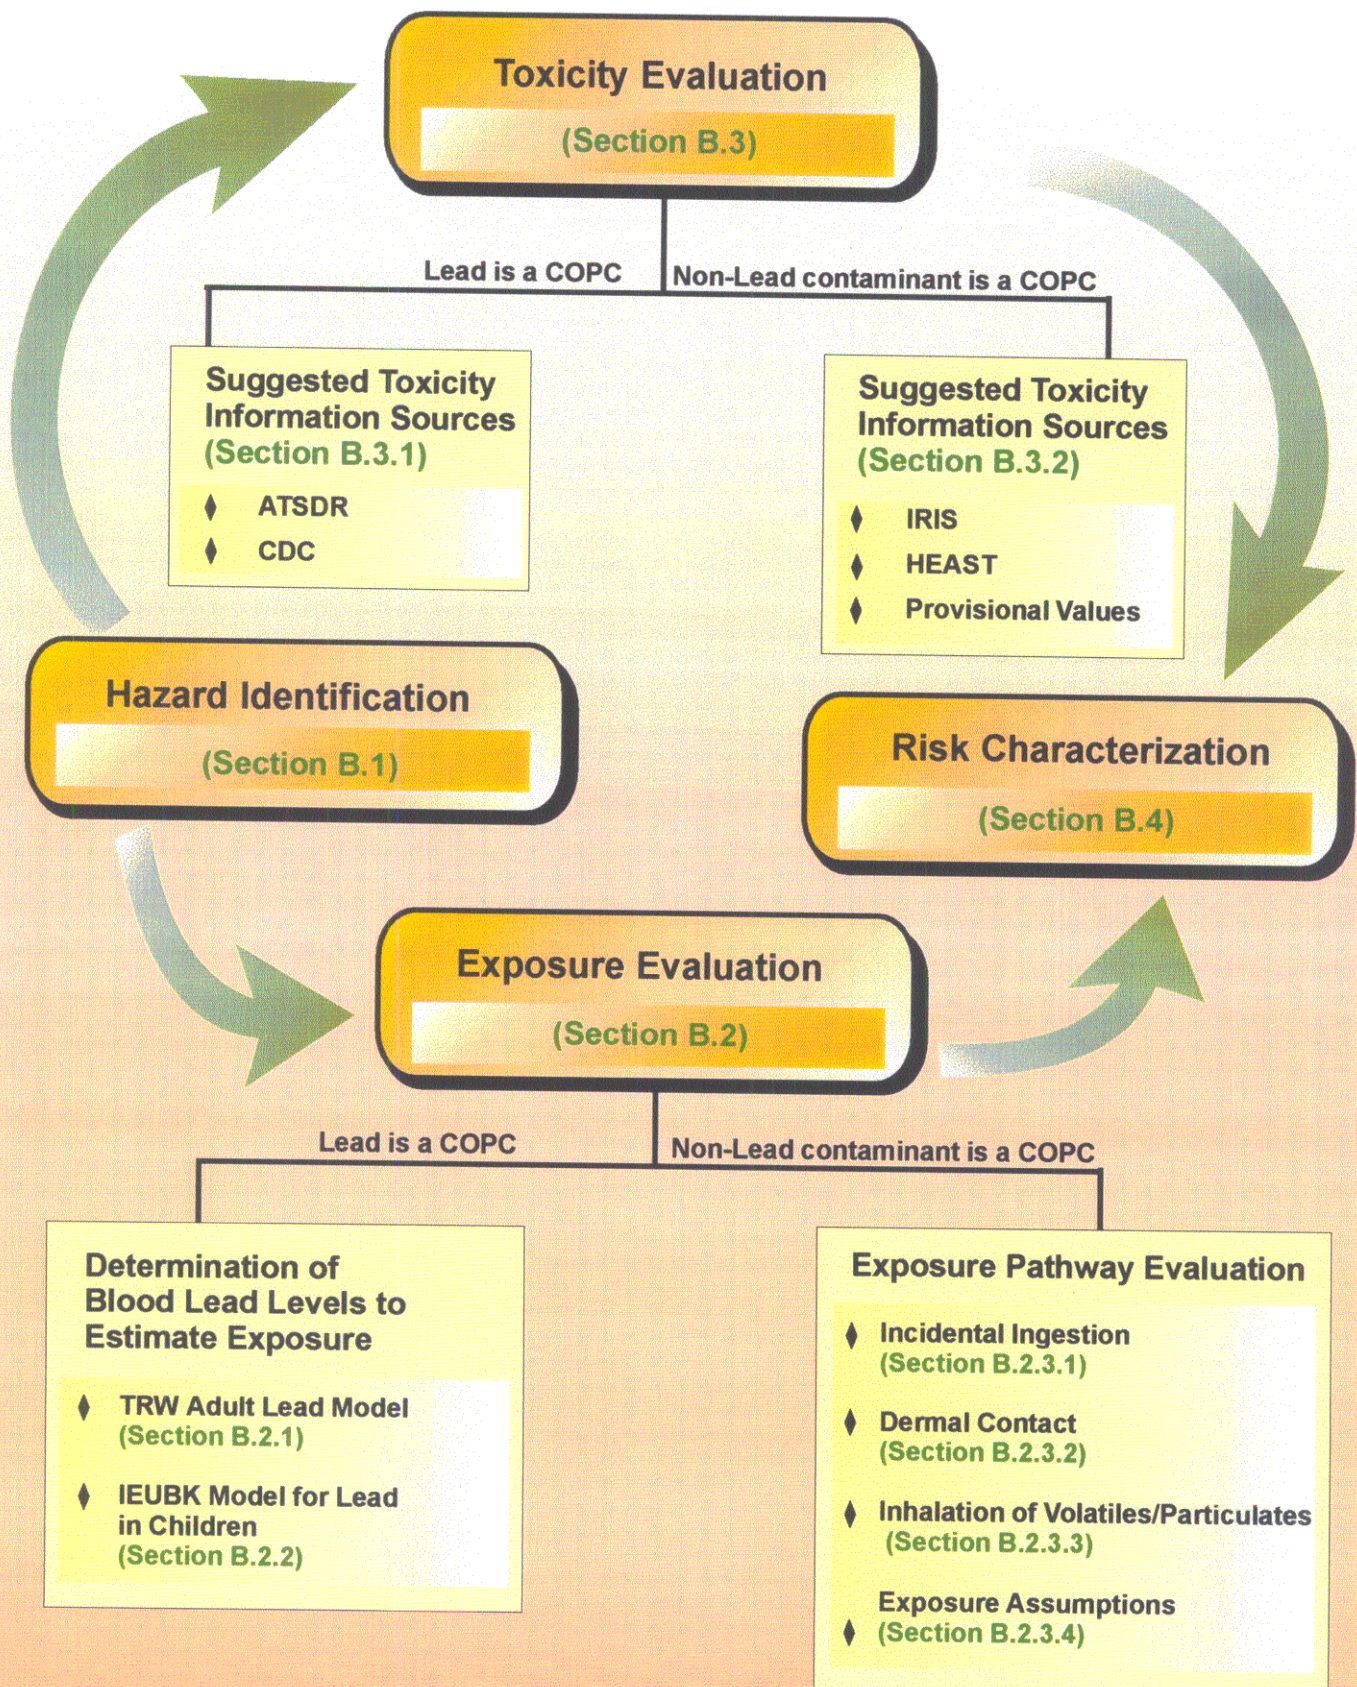 Toxicity Evaluation
(Section B.3)
Lead is a COPC
Non-Lead contaminant is a COPC
Suggested Toxicity
Information Sources
(Section B.3.1)
♦ ATSDR
♦ CDC
Suggested Toxicity
Information Sources
(Section B.3.2)
♦ IRIS
♦ HEAST
♦ Provisional Values
Hazard Identification
(Section B.1)
Risk Characterization
(Section B.4)
Exposure Evaluation
(Section B.2)
Lead is a COPC
Non-Lead contaminant is a COPC
Determination of
Blood Lead Levels to
Estimate Exposure
♦ TRW Adult Lead Model
(Section B.2.1)
♦ IEUBK Model for Lead
in Children
(Section B.2.2)
Exposure Pathway Evaluation
♦ Incidental Ingestion
(Section B.2.3.1)
♦ Dermal Contact
(Section B.2.3.2)
♦ Inhalation of Volatiles/Particulates
(Section B.2.3.3)
Exposure Assumptions
♦ (Section B.2.3.4)